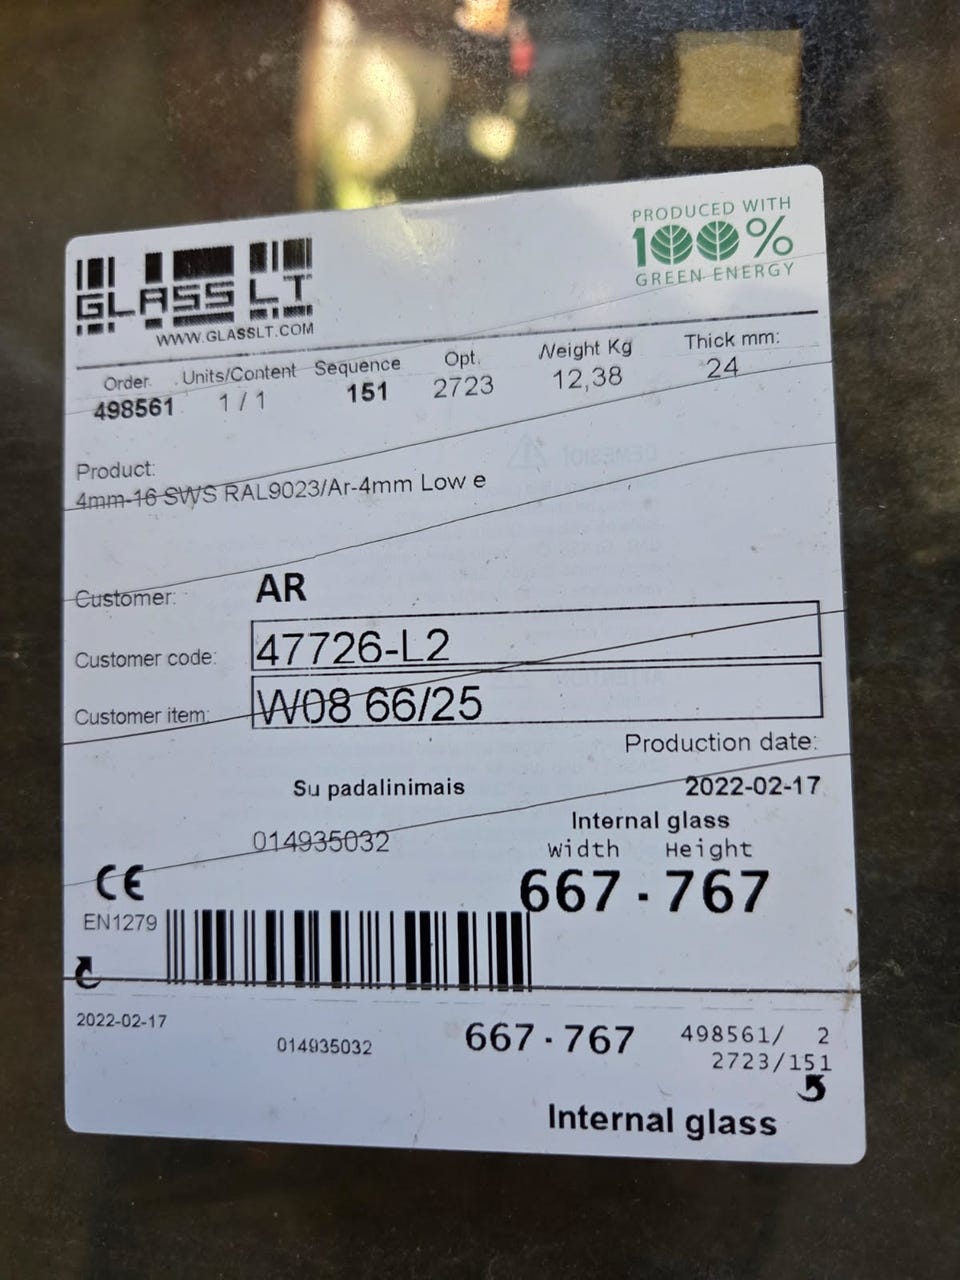 GLASS LT
WWW.GLASSLT.COM
PRODUCED WITH
100%
GREEN ENERGY
Order. Units/Content Sequence Opt. Weight Kg Thick mm:
498561 1 / 1 151 2723 12,38 24
Product:
4mm-16 SWS RAL9023/Ar-4mm Low e
Customer: AR
Customer code: 47726-L2
Customer item: W08 66/25
Production date:
Su padalinimais 2022-02-17
Internal glass
014935032 Width Height
CE 667 - 767
EN1279
2022-02-17 014935032 667 - 767 498561/ 2
2723/151
Internal glass